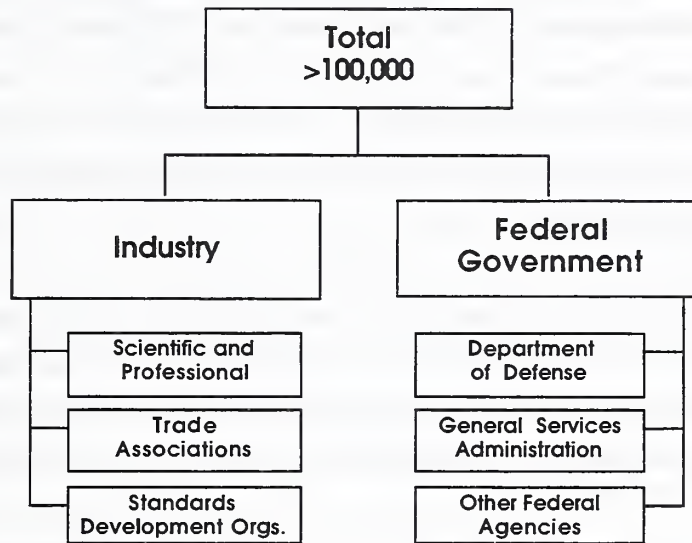 Total
>100,000
Industry
Federal
Government
Scientific and
Professional
Trade
Associations
Standards
Development Orgs.
Department
of Defense
General Services
Administration
Other Federal
Agencies